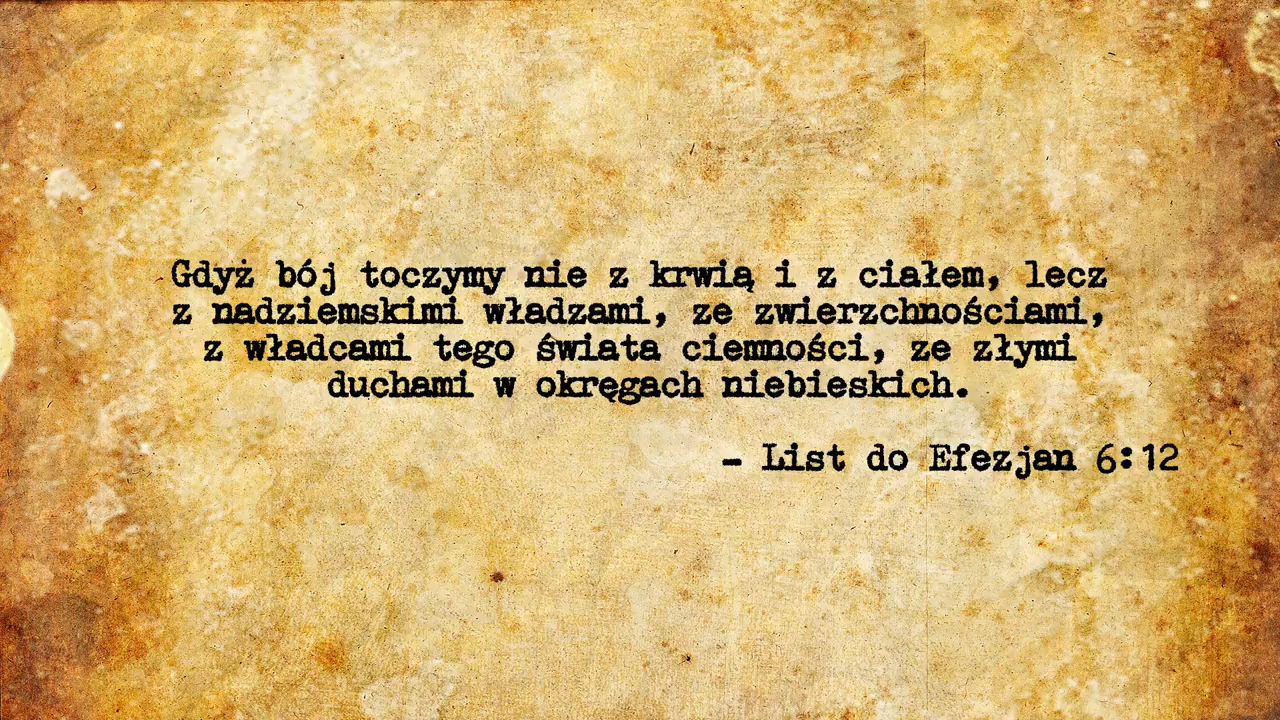 Gdyż bój toczymy nie z krwią i z ciałem, lecz
z nadziemskimi władzami, ze zwierzchnościami,
z władcami tego świata ciemności, ze złymi
duchami w okręgach niebieskich.
– List do Efezjan 6:12